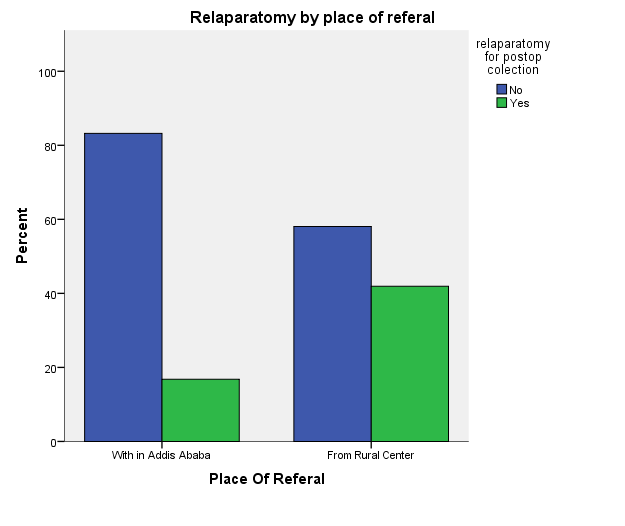 Relaparatomy by place of referal
relaparatomy
for postop
colection
No
Yes
Percent
100
80
60
40
20
0
With in Addis Ababa
From Rural Center
Place Of Referal